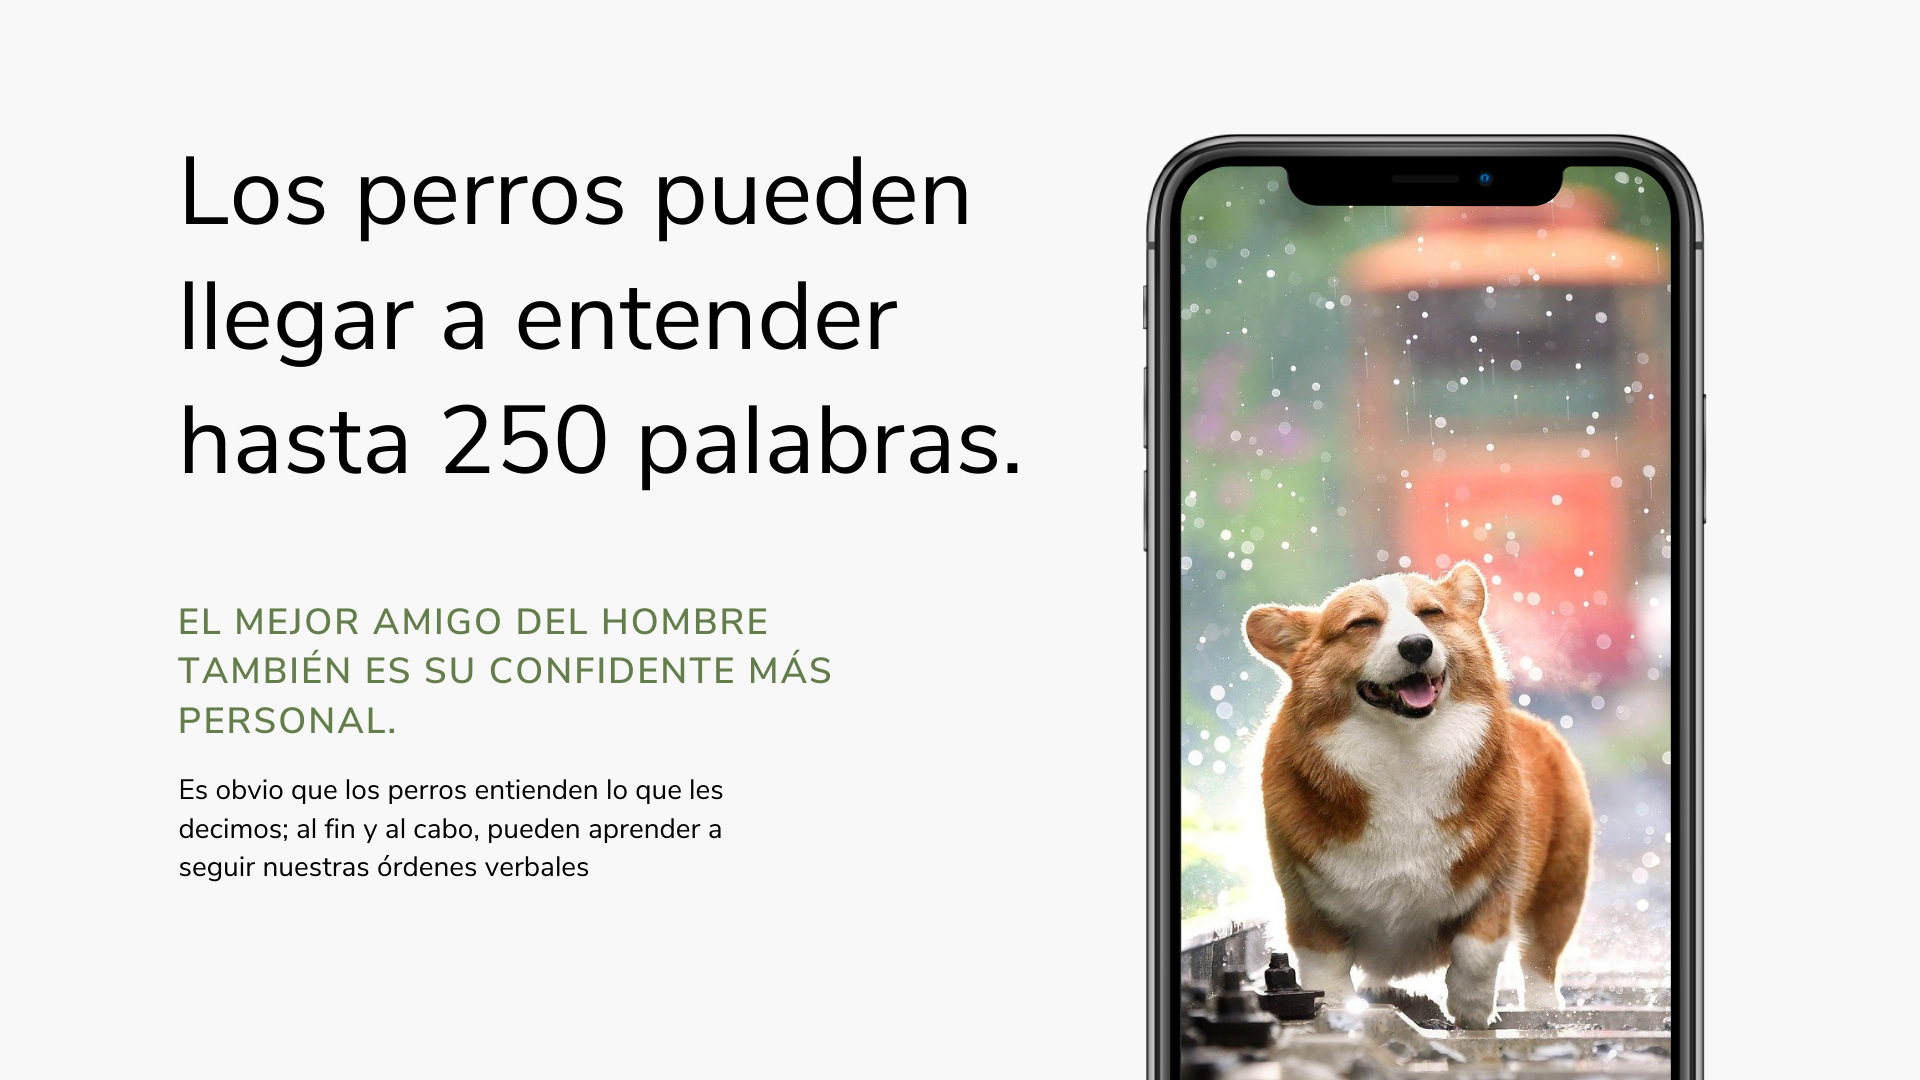 Los perros pueden
llegar a entender
hasta 250 palabras.
EL MEJOR AMIGO DEL HOMBRE
TAMBIÉN ES SU CONFIDENTE MÁS
PERSONAL.
Es obvio que los perros entienden lo que les
decimos; al fin y al cabo, pueden aprender a
seguir nuestras órdenes verbales